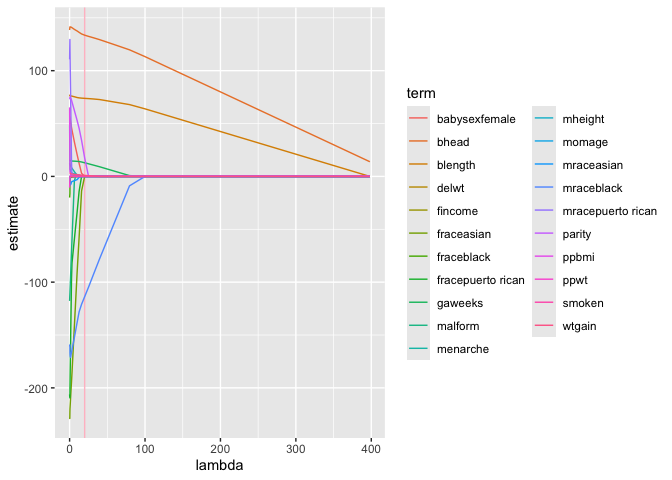 100
0
-100
-200
estimate
0
100
200
300
400
lambda
term
babysexfemale
bhead
blength
delwt
fincome
fraceasian
fraceblack
fracepuerto rican
gaweeks
malform
menarche
mheight
momage
mraceasian
mraceblack
mracepuerto rican
parity
ppbmi
ppwt
smoken
wtgain